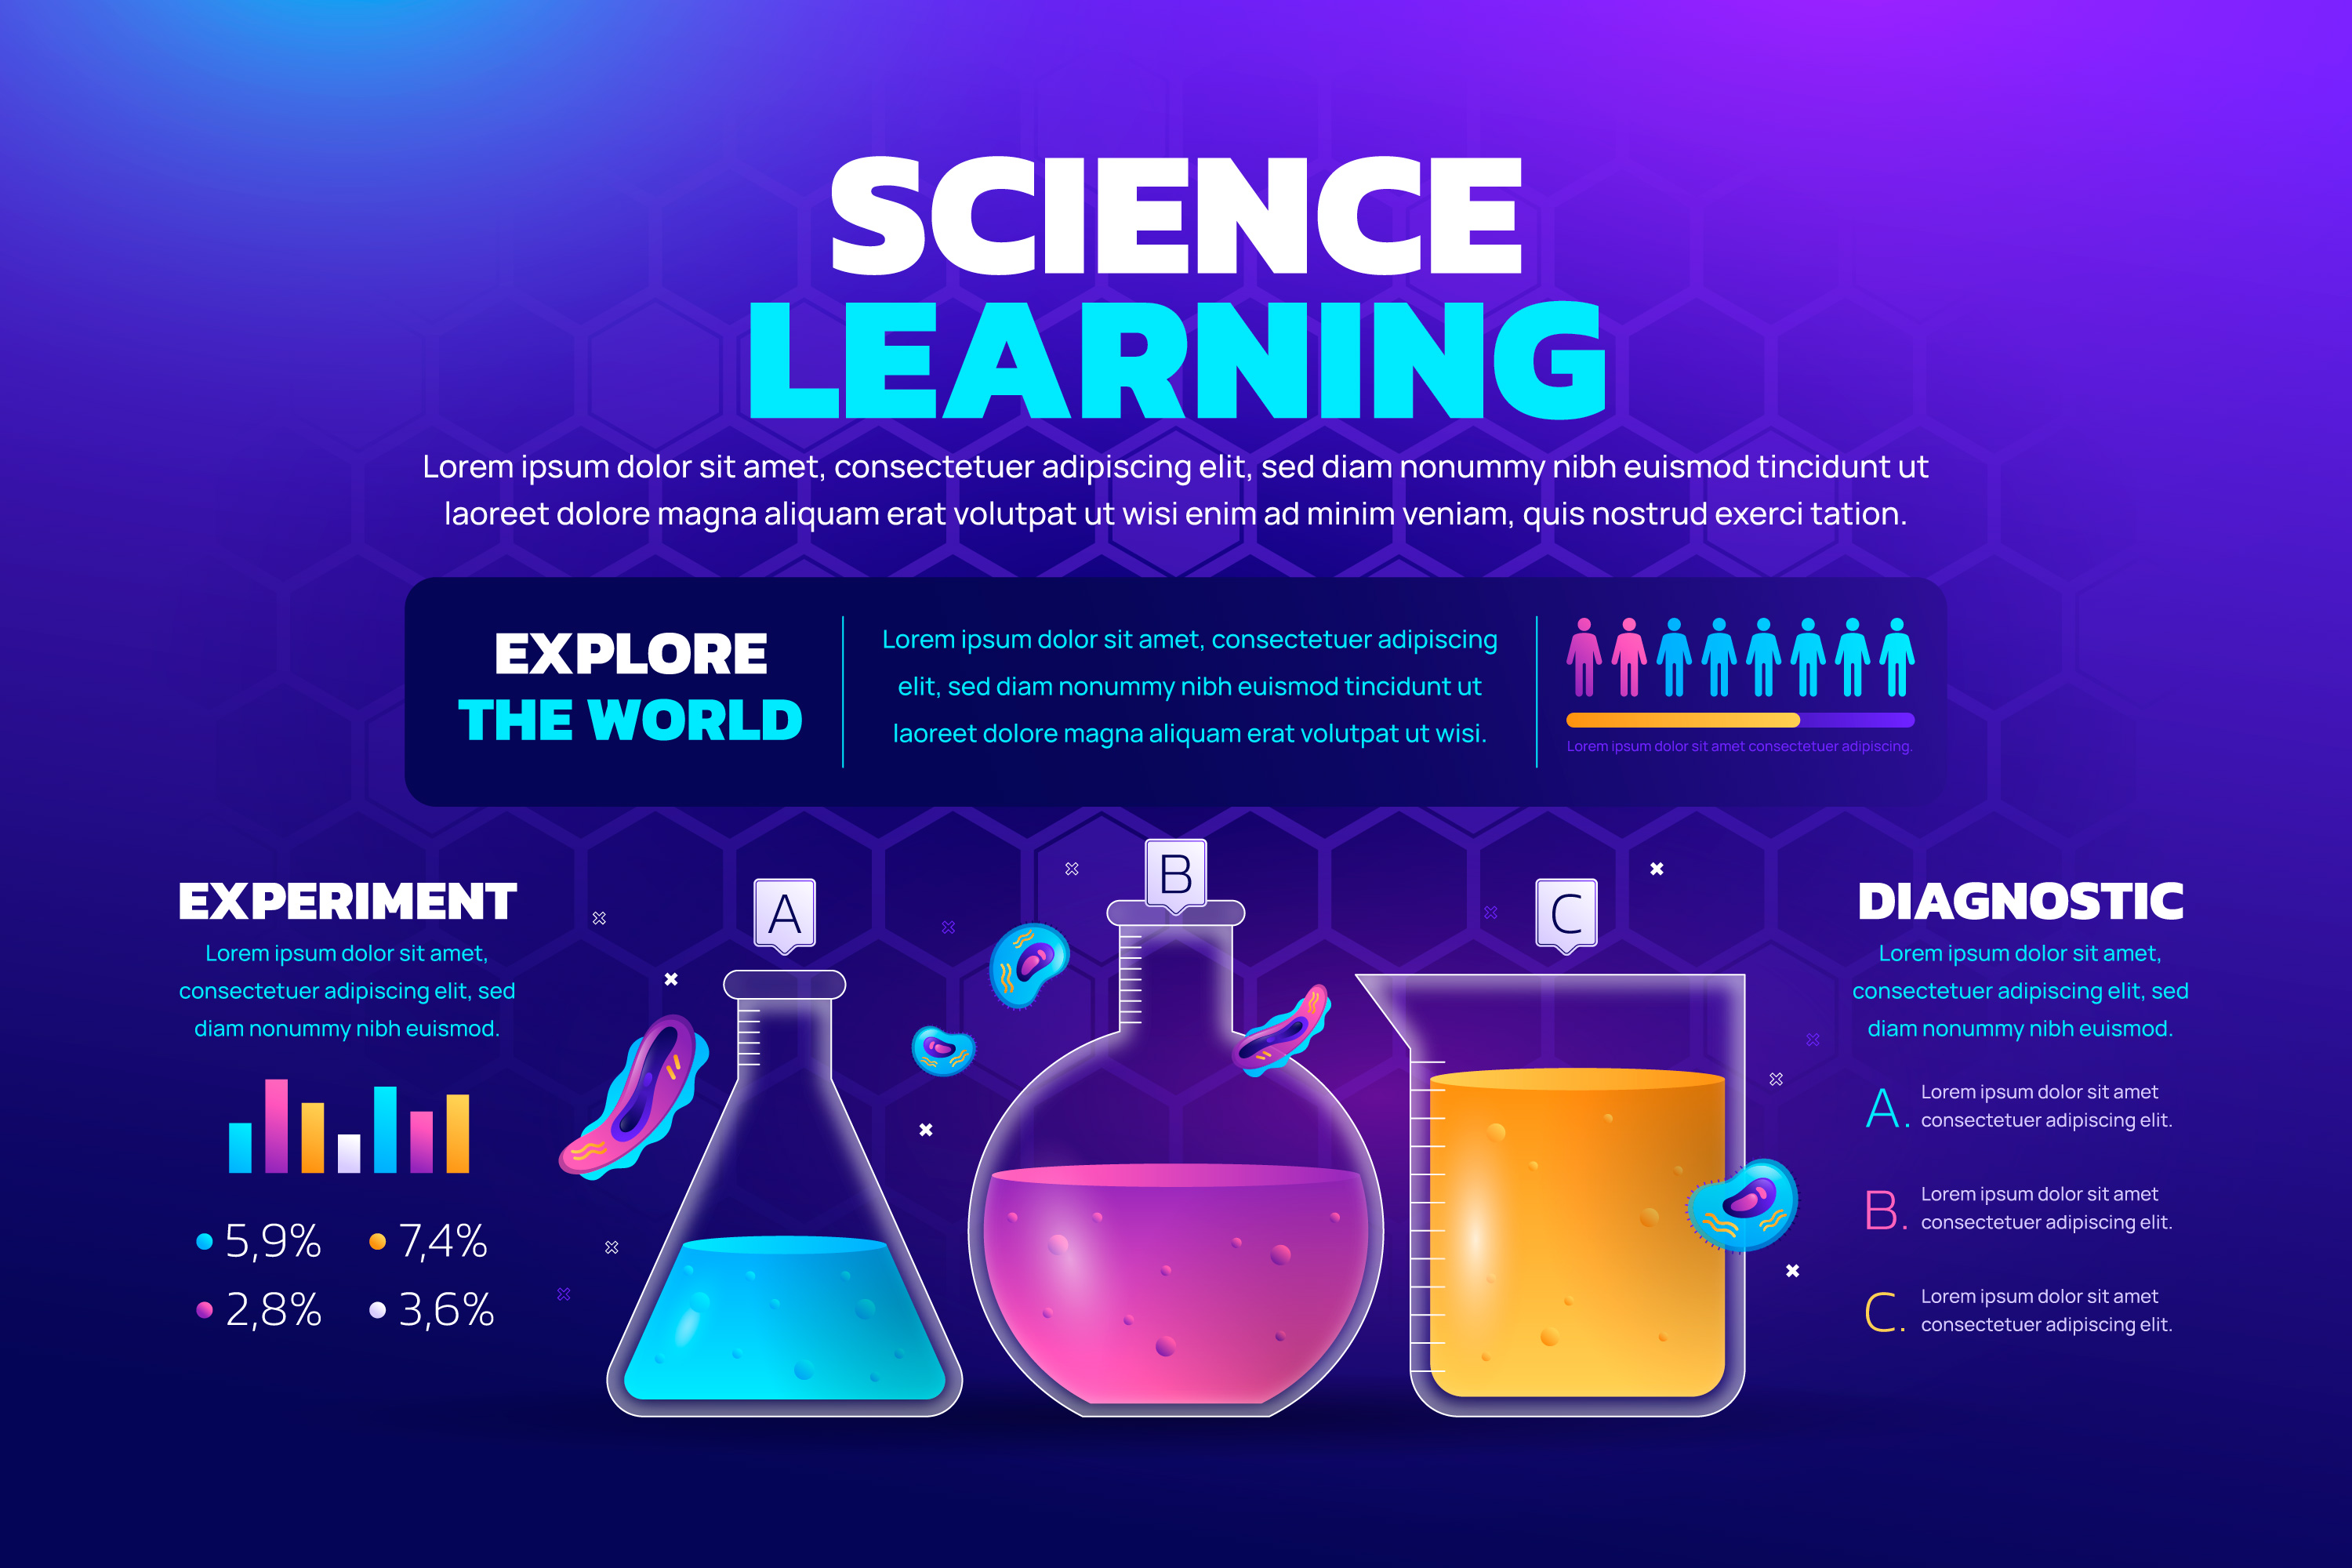 SCIENCE
LEARNING
Lorem ipsum dolor sit amet, consectetuer adipiscing elit, sed diam nonummy nibh euismod tincidunt ut
laoreet dolore magna aliquam erat volutpat ut wisi enim ad minim veniam, quis nostrud exerci tation.
EXPLORE
THE WORLD
Lorem ipsum dolor sit amet, consectetuer adipiscing
elit, sed diam nonummy nibh euismod tincidunt ut
laoreet dolore magna aliquam erat volutpat ut wisi.
Lorem ipsum dolor sit amet consectetuer adipiscing.
EXPERIMENT
Lorem ipsum dolor sit amet,
consectetuer adipiscing elit, sed
diam nonummy nibh euismod.
5,9% 7,4%
2,8% 3,6%
A
B
C
DIAGNOSTIC
Lorem ipsum dolor sit amet,
consectetuer adipiscing elit, sed
diam nonummy nibh euismod.
A. Lorem ipsum dolor sit amet
consectetuer adipiscing elit.
B. Lorem ipsum dolor sit amet
consectetuer adipiscing elit.
C. Lorem ipsum dolor sit amet
consectetuer adipiscing elit.